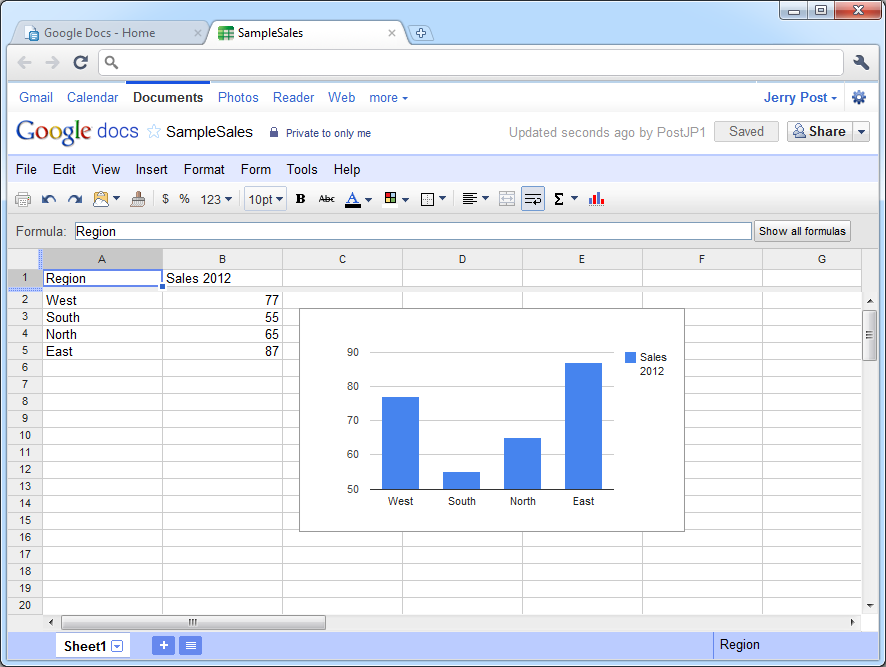 Google Docs - Home
SampleSales
Gmail Calendar Documents Photos Reader Web more
Jerry Post
Google docs SampleSales Private to only me
Updated seconds ago by PostJP1 Saved Share
File Edit View Insert Format Form Tools Help
$ % 123 10pt B Abc A Σ
Formula: Region Show all formulas
A B C D E F G
1 Region Sales 2012
2 West 77
3 South 55
4 North 65
5 East 87
6
7
8
9
10
11
12
13
14
15
16
17
18
19
20
90
80
70
60
50
West South North East
Sales
2012
Sheet1
Region